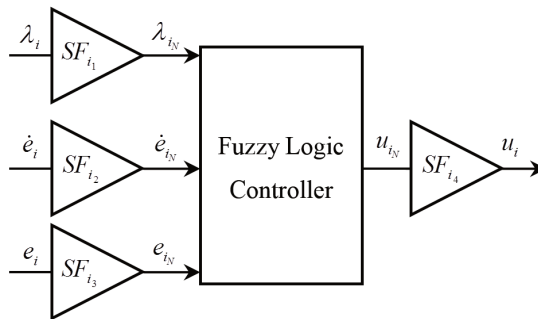 λ_i
SF_{i_1}
λ_{i_N}
ė_i
SF_{i_2}
ė_{i_N}
Fuzzy Logic
Controller
u_{i_N}
SF_{i_4}
u_i
e_i
SF_{i_3}
e_{i_N}